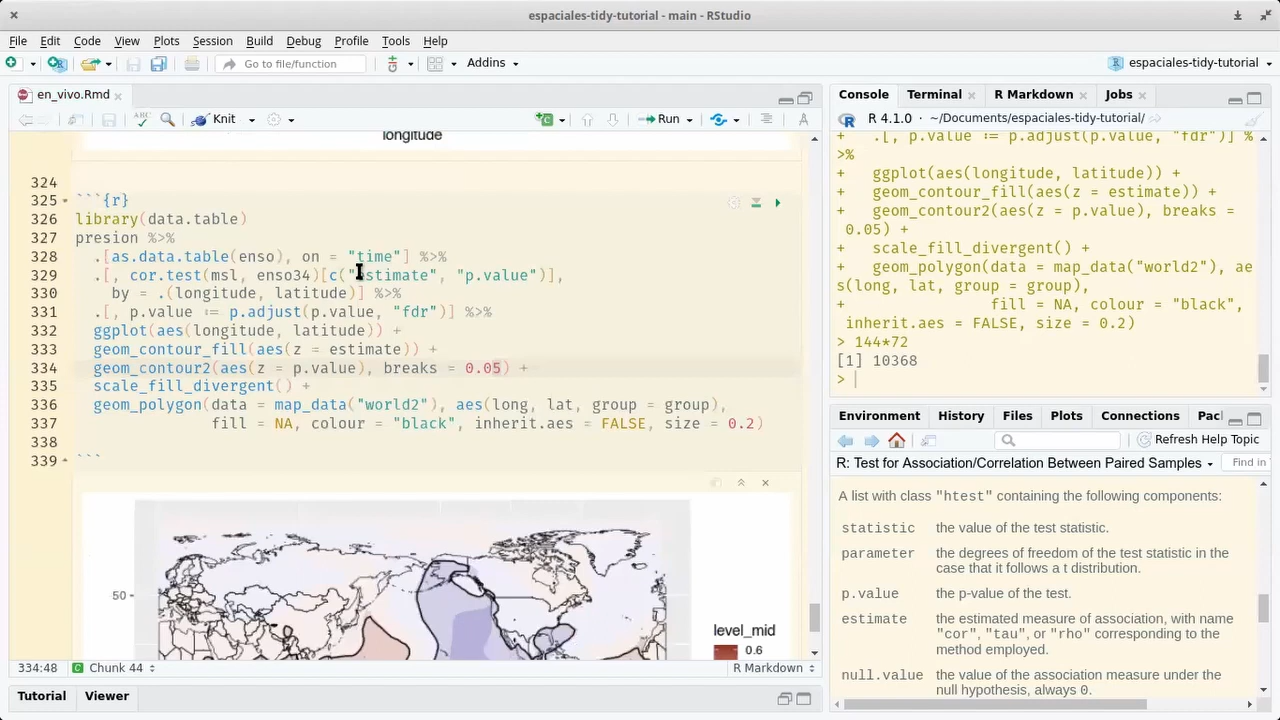 espaciales-tidy-tutorial - main - RStudio
File Edit Code View Plots Session Build Debug Profile Tools Help
Go to file/function
Addins
espaciales-tidy-tutorial
en_vivo.Rmd
Knit
Run
longitude
324
325 ```{r}
326 library(data.table)
327 presion %>%
328 .[as.data.table(enso), on = "time"] %>%
329 .[, cor.test(msl, enso34)[c("estimate", "p.value")],
330 by = .(longitude, latitude)] %>%
331 .[, p.value := p.adjust(p.value, "fdr")] %>%
332 ggplot(aes(longitude, latitude)) +
333 geom_contour_fill(aes(z = estimate)) +
334 geom_contour2(aes(z = p.value), breaks = 0.05) +
335 scale_fill_divergent() +
336 geom_polygon(data = map_data("world2"), aes(long, lat, group = group),
337 fill = NA, colour = "black", inherit.aes = FALSE, size = 0.2)
338
339 ```
50
level_mid
0.6
334:48
Chunk 44
R Markdown
Tutorial Viewer
Console Terminal R Markdown Jobs
R 4.1.0 · ~/Documents/espaciales-tidy-tutorial/
+ .[, p.value := p.adjust(p.value, "fdr")] %
>%
+ ggplot(aes(longitude, latitude)) +
+ geom_contour_fill(aes(z = estimate)) +
+ geom_contour2(aes(z = p.value), breaks =
0.05) +
+ scale_fill_divergent() +
+ geom_polygon(data = map_data("world2"), ae
s(long, lat, group = group),
+ fill = NA, colour = "black",
inherit.aes = FALSE, size = 0.2)
> 144*72
[1] 10368
>
Environment History Files Plots Connections Pac
Refresh Help Topic
R: Test for Association/Correlation Between Paired Samples
Find in
A list with class "htest" containing the following components:
statistic the value of the test statistic.
parameter the degrees of freedom of the test statistic in the
case that it follows a t distribution.
p.value the p-value of the test.
estimate the estimated measure of association, with name
"cor", "tau", or "rho" corresponding to the
method employed.
null.value the value of the association measure under the
null hypothesis, always 0.